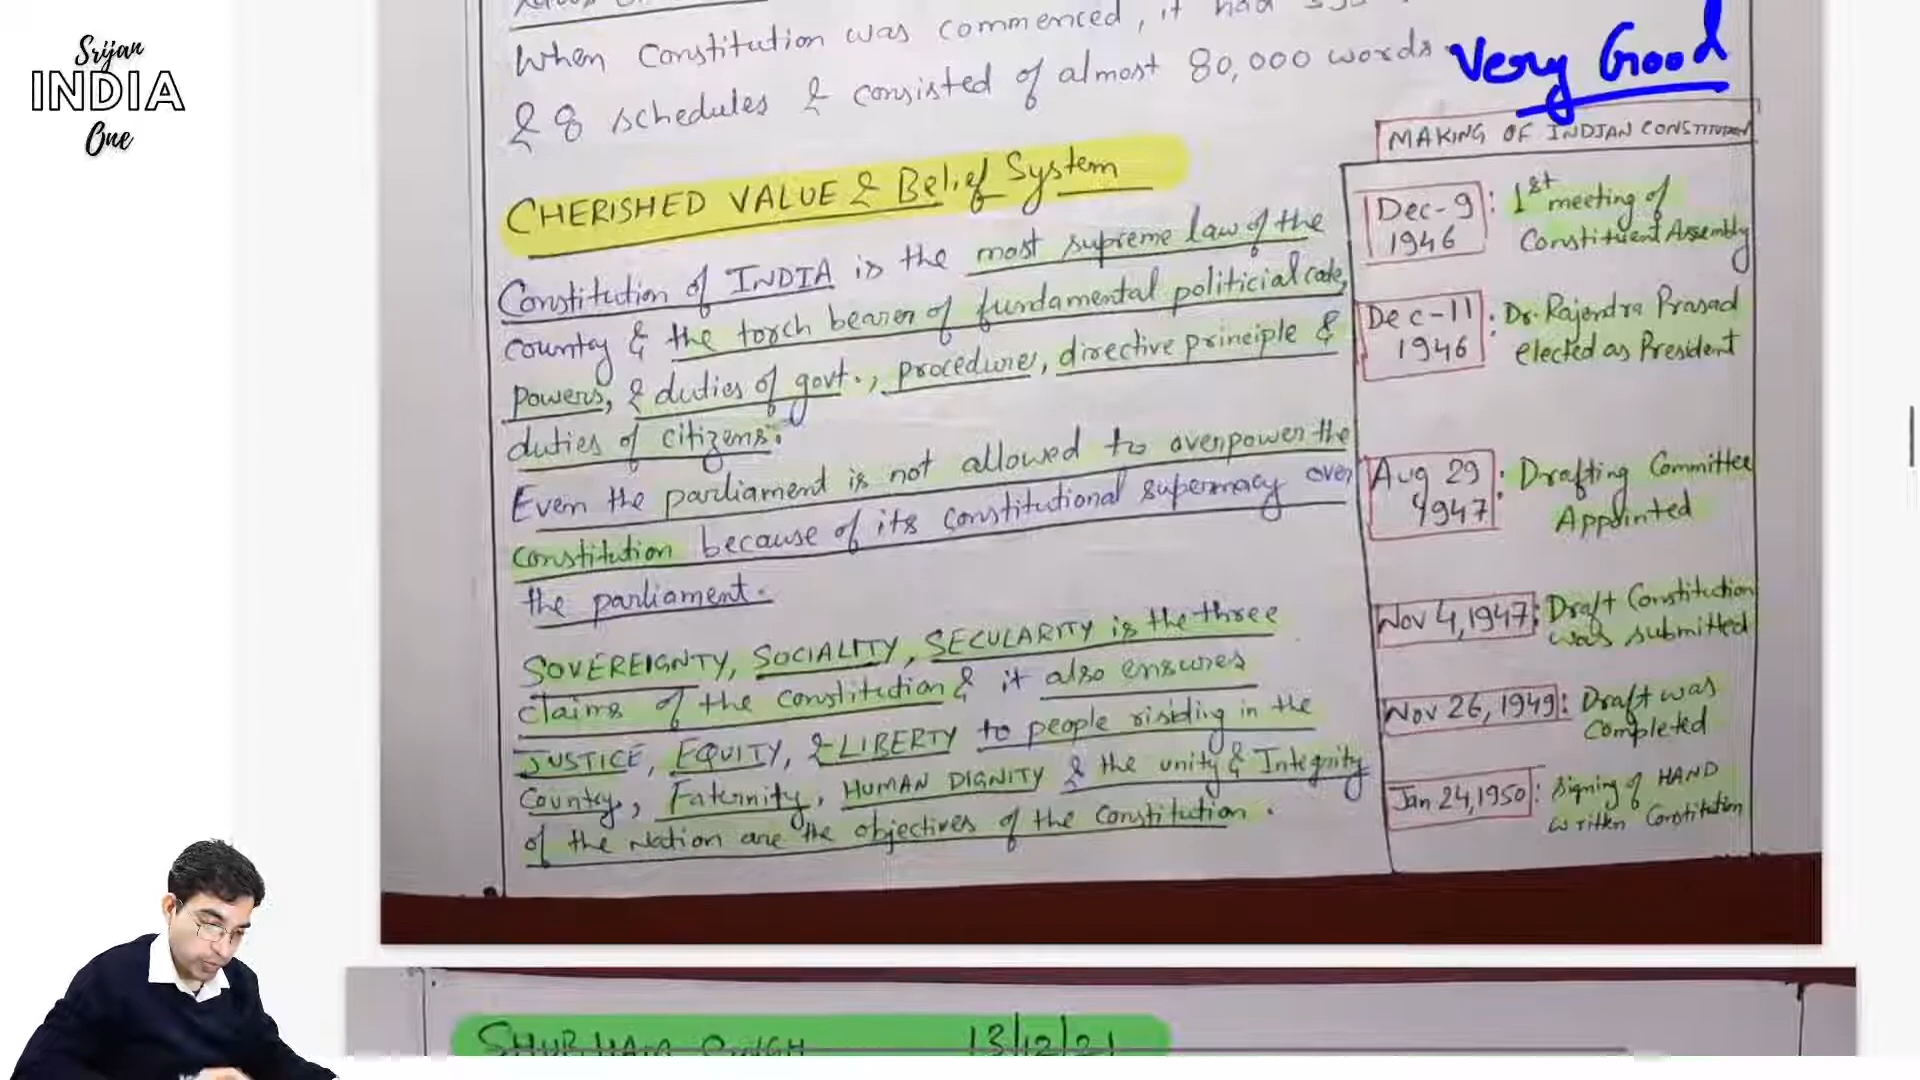 Srijan
INDIA
One
When Constitution was commenced, it had
& 8 schedules & consisted of almost 80,000 words.
Very Good
CHERISHED VALUE & Belief System
Constitution of INDIA is the most supreme law of the
country & the torch bearer of fundamental politicial code,
powers, & duties of govt., procedures, directive principle &
duties of citizens.
Even the parliament is not allowed to overpower the
constitution because of its constitutional supermacy over
the parliament.
SOVEREIGNTY, SOCIALITY, SECULARITY is the three
claims of the constitution & it also ensures
JUSTICE, EQUITY, & LIBERTY to people risiding in the
Country, Faternity, HUMAN DIGNITY & the unity & Integrity
of the Nation are the objectives of the Constitution.
MAKING OF INDIAN CONSTITUTION
Dec-9 : 1st meeting of
1946 Constituent Assembly
Dec-11 : Dr. Rajendra Prasad
1946 elected as President
Aug 29 : Drafting Committee
1947 Appointed
Nov 4, 1947: Draft Constitution
was submitted
Nov 26, 1949: Draft was
Completed
Jan 24, 1950: Signing of HAND
written Constitution
SHUBHAM SINGH 13/12/21